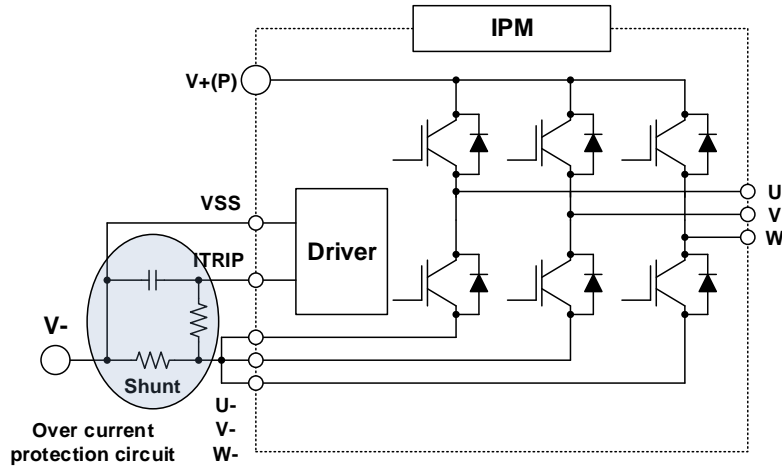 IPM
V+(P)
U
V
W
VSS
Driver
ITRIP
V-
Shunt
U-
V-
W-
Over current
protection circuit